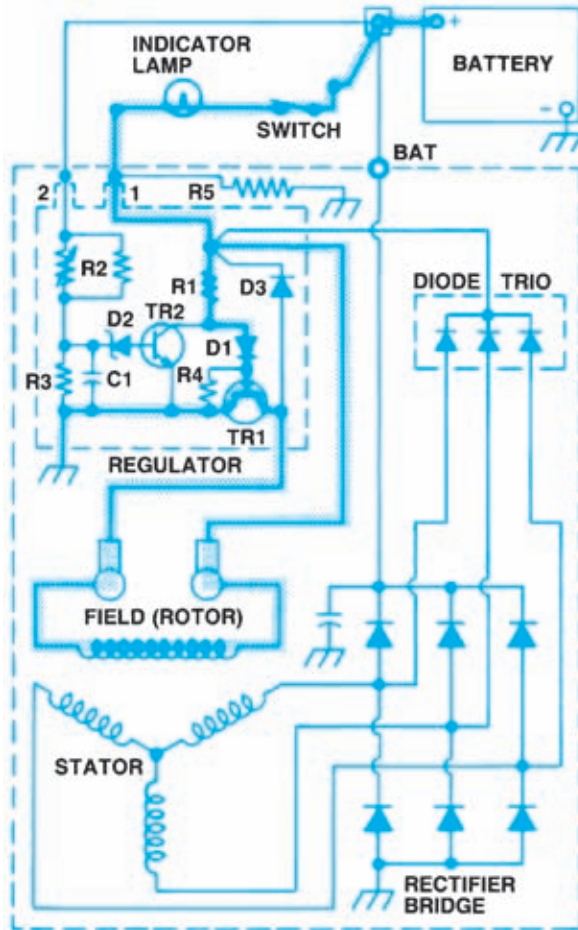 INDICATOR
LAMP
+
BATTERY
-
SWITCH
BAT
2
1
R5
R2
R1
D3
DIODE TRIO
TR2
D2
D1
R3
C1
R4
TR1
REGULATOR
FIELD (ROTOR)
STATOR
RECTIFIER
BRIDGE